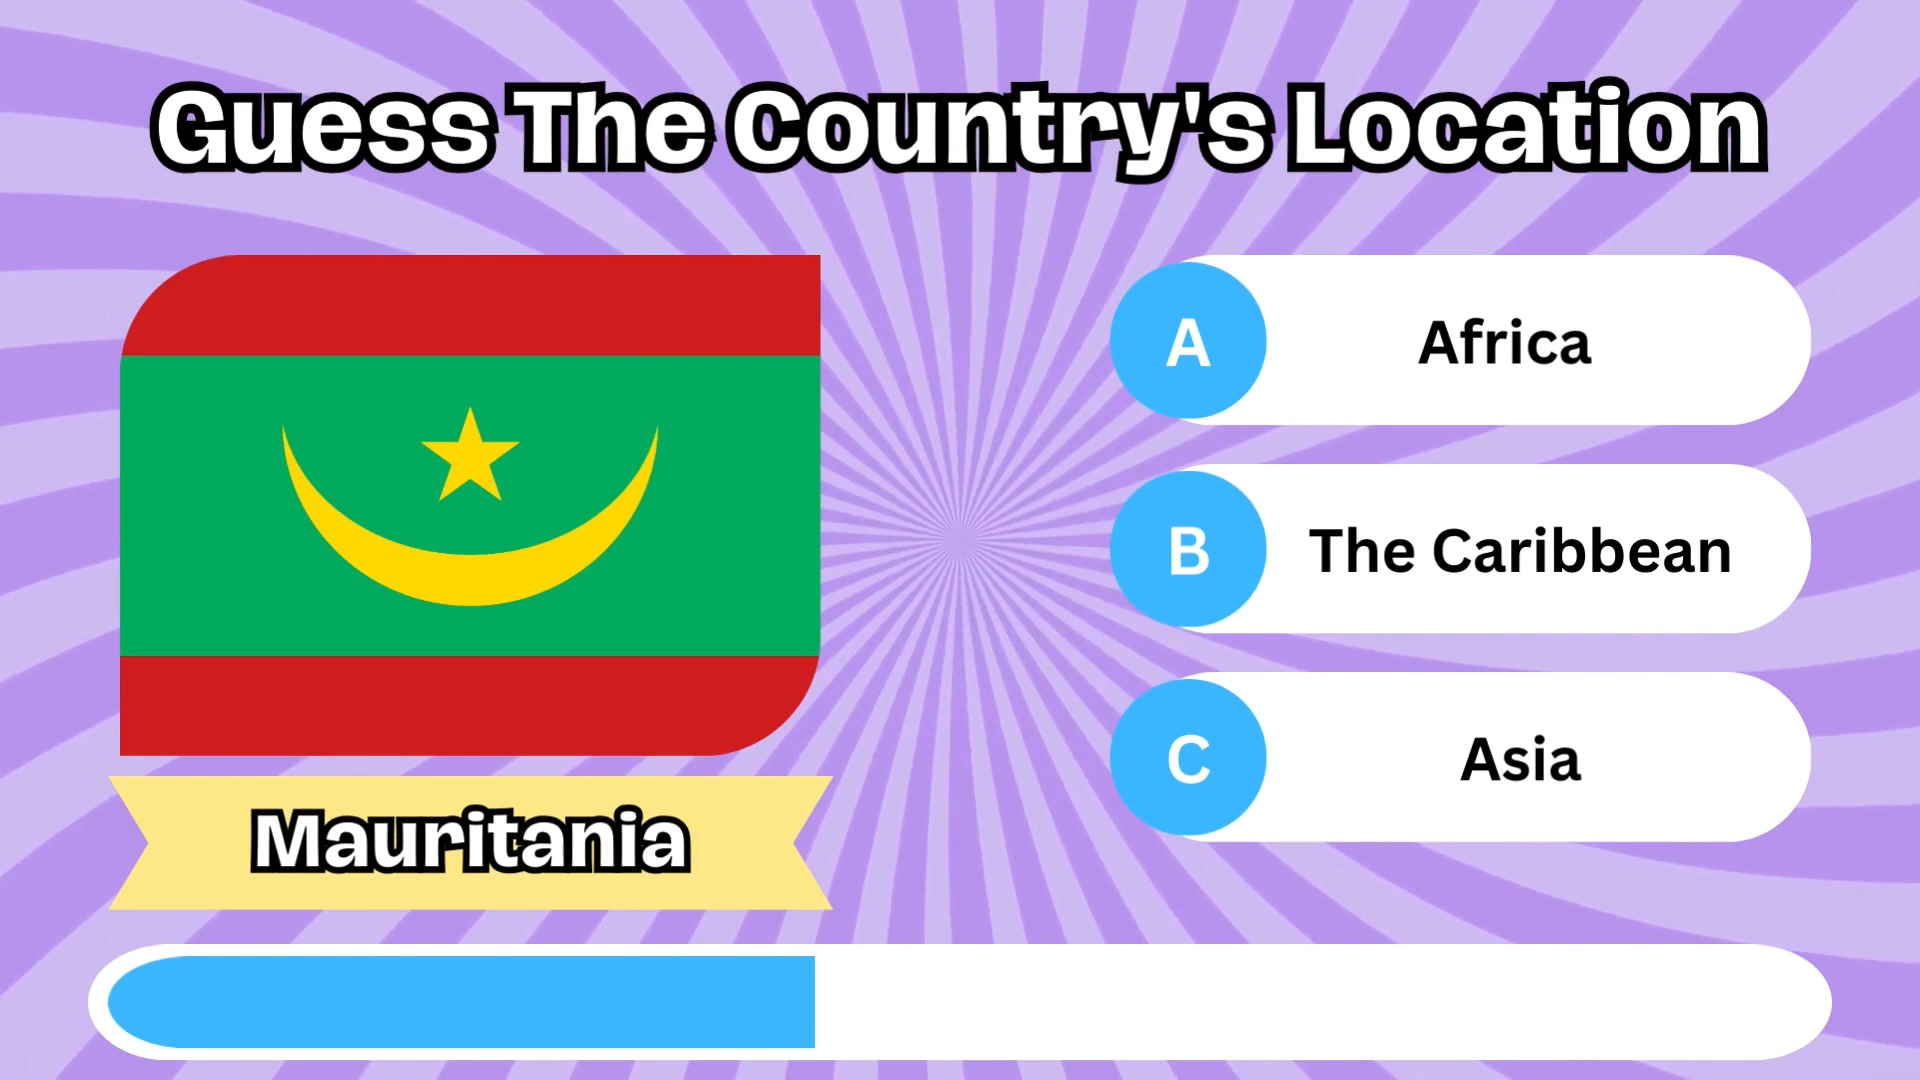 Guess The Country's Location
A Africa
B The Caribbean
C Asia
Mauritania